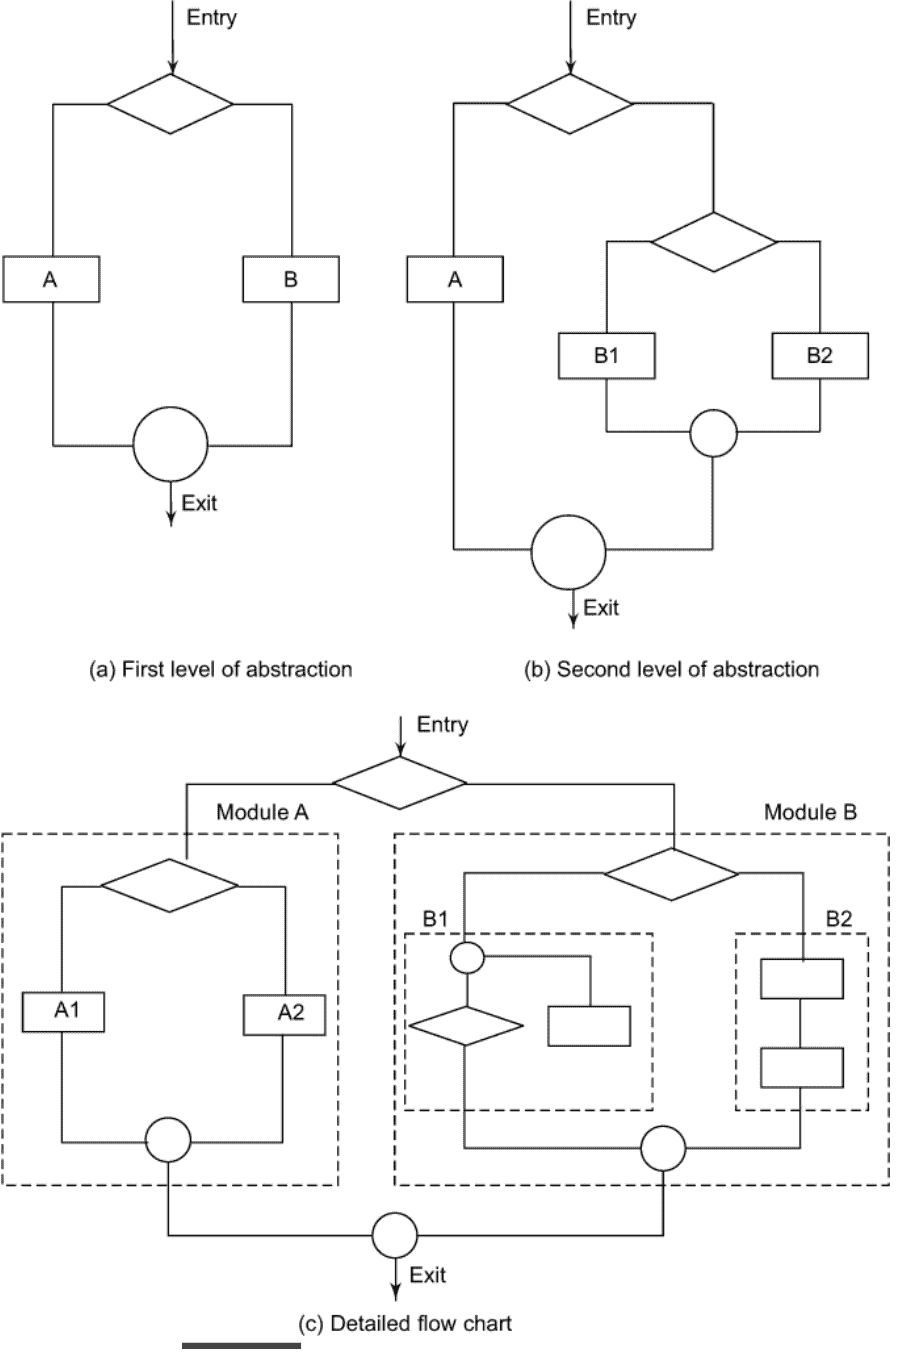 Entry
A
B
Exit
(a) First level of abstraction
Entry
A
B1
B2
Exit
(b) Second level of abstraction
Entry
Module A
Module B
B1
B2
A1
A2
Exit
(c) Detailed flow chart